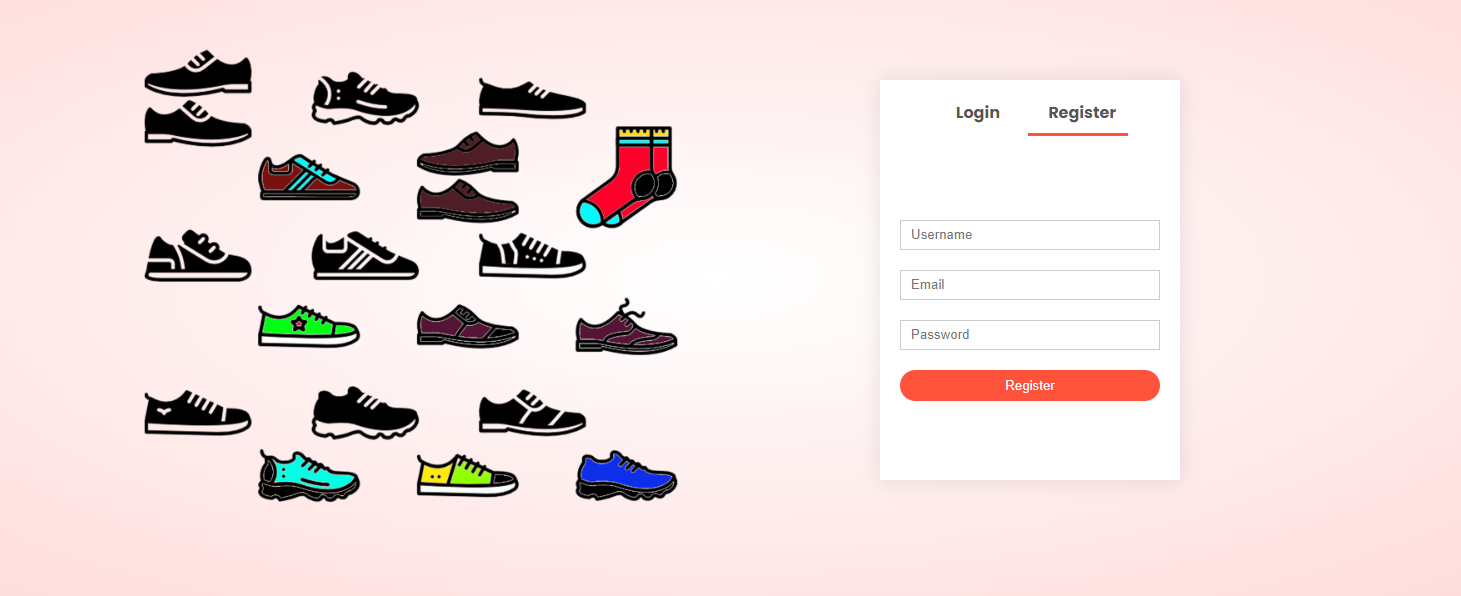 Login Register
Username
Email
Password
Register